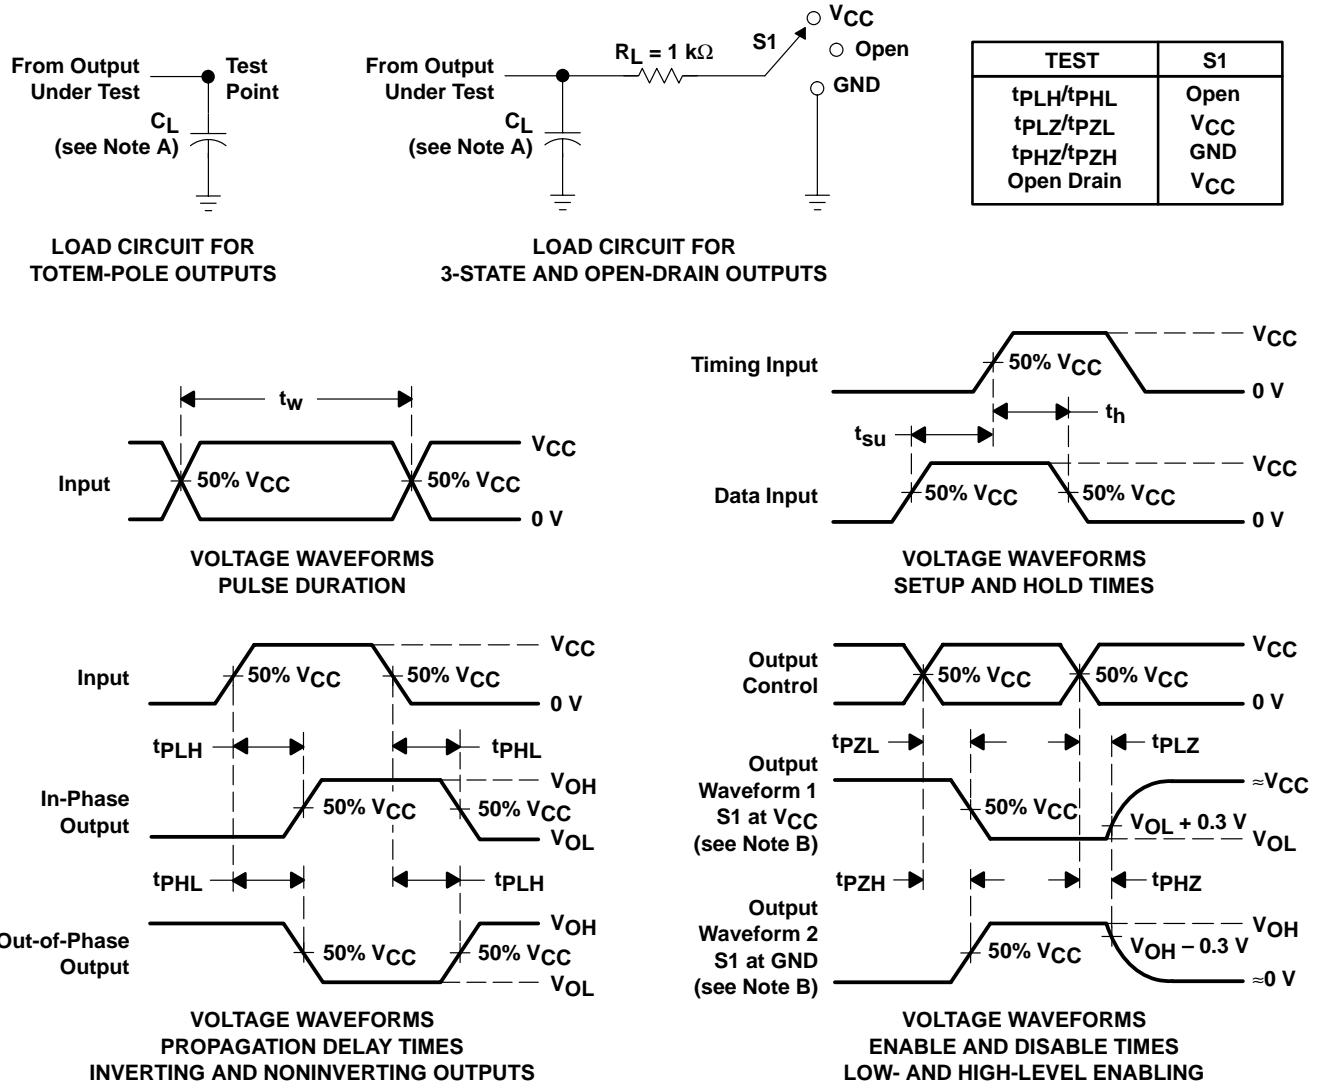 From Output
Under Test
Test
Point
CL
(see Note A)
LOAD CIRCUIT FOR
TOTEM-POLE OUTPUTS
From Output
Under Test
RL = 1 kΩ
S1
VCC
Open
GND
CL
(see Note A)
LOAD CIRCUIT FOR
3-STATE AND OPEN-DRAIN OUTPUTS
TEST S1
tPLH/tPHL Open
tPLZ/tPZL VCC
tPHZ/tPZH GND
Open Drain VCC
tw
Input
50% VCC
50% VCC
VCC
0 V
VOLTAGE WAVEFORMS
PULSE DURATION
Timing Input
50% VCC
VCC
0 V
tsu
th
Data Input
50% VCC
50% VCC
VCC
0 V
VOLTAGE WAVEFORMS
SETUP AND HOLD TIMES
Input
50% VCC
50% VCC
VCC
0 V
tPLH
tPHL
In-Phase
Output
50% VCC
50% VCC
VOH
VOL
tPHL
tPLH
Out-of-Phase
Output
50% VCC
50% VCC
VOH
VOL
VOLTAGE WAVEFORMS
PROPAGATION DELAY TIMES
INVERTING AND NONINVERTING OUTPUTS
Output
Control
50% VCC
50% VCC
VCC
0 V
tPZL
tPLZ
Output
Waveform 1
S1 at VCC
(see Note B)
50% VCC
VOL + 0.3 V
≈VCC
VOL
tPZH
tPHZ
Output
Waveform 2
S1 at GND
(see Note B)
50% VCC
VOH − 0.3 V
VOH
≈0 V
VOLTAGE WAVEFORMS
ENABLE AND DISABLE TIMES
LOW- AND HIGH-LEVEL ENABLING